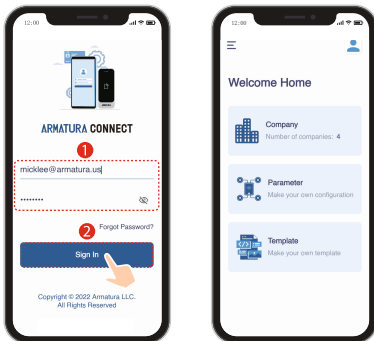 12:00
ARMATURA CONNECT
1
micklee@armatura.us
********
2
Forgot Password?
Sign In
Copyright © 2022 Armatura LLC.
All Rights Reserved
12:00
Welcome Home
Company
Number of companies: 4
Parameter
Make your own configuration
Template
Make your own template